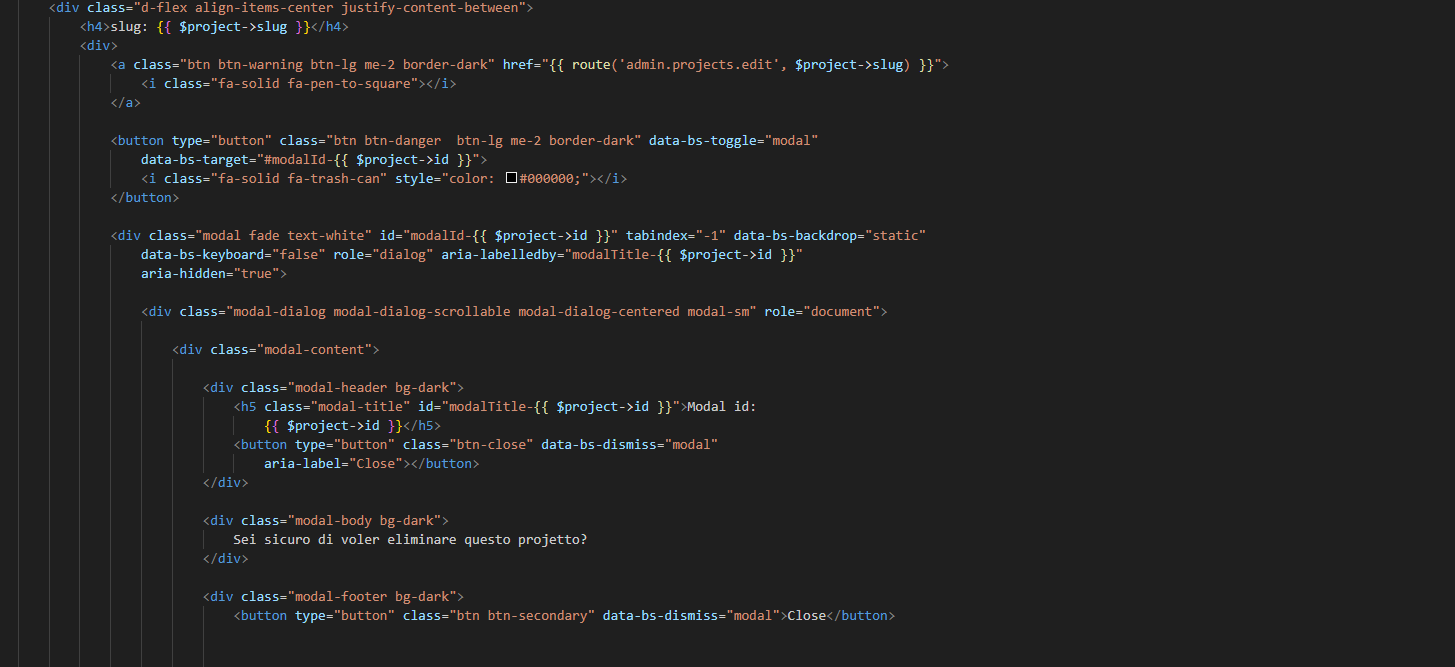 <div class="d-flex align-items-center justify-content-between">
<h4>slug: {{ $project->slug }}</h4>
<div>
<a class="btn btn-warning btn-lg me-2 border-dark" href="{{ route('admin.projects.edit', $project->slug) }}">
<i class="fa-solid fa-pen-to-square"></i>
</a>
<button type="button" class="btn btn-danger  btn-lg me-2 border-dark" data-bs-toggle="modal"
data-bs-target="#modalId-{{ $project->id }}">
<i class="fa-solid fa-trash-can" style="color: #000000;"></i>
</button>
<div class="modal fade text-white" id="modalId-{{ $project->id }}" tabindex="-1" data-bs-backdrop="static"
data-bs-keyboard="false" role="dialog" aria-labelledby="modalTitle-{{ $project->id }}"
aria-hidden="true">
<div class="modal-dialog modal-dialog-scrollable modal-dialog-centered modal-sm" role="document">
<div class="modal-content">
<div class="modal-header bg-dark">
<h5 class="modal-title" id="modalTitle-{{ $project->id }}">Modal id:
{{ $project->id }}</h5>
<button type="button" class="btn-close" data-bs-dismiss="modal"
aria-label="Close"></button>
</div>
<div class="modal-body bg-dark">
Sei sicuro di voler eliminare questo projetto?
</div>
<div class="modal-footer bg-dark">
<button type="button" class="btn btn-secondary" data-bs-dismiss="modal">Close</button>